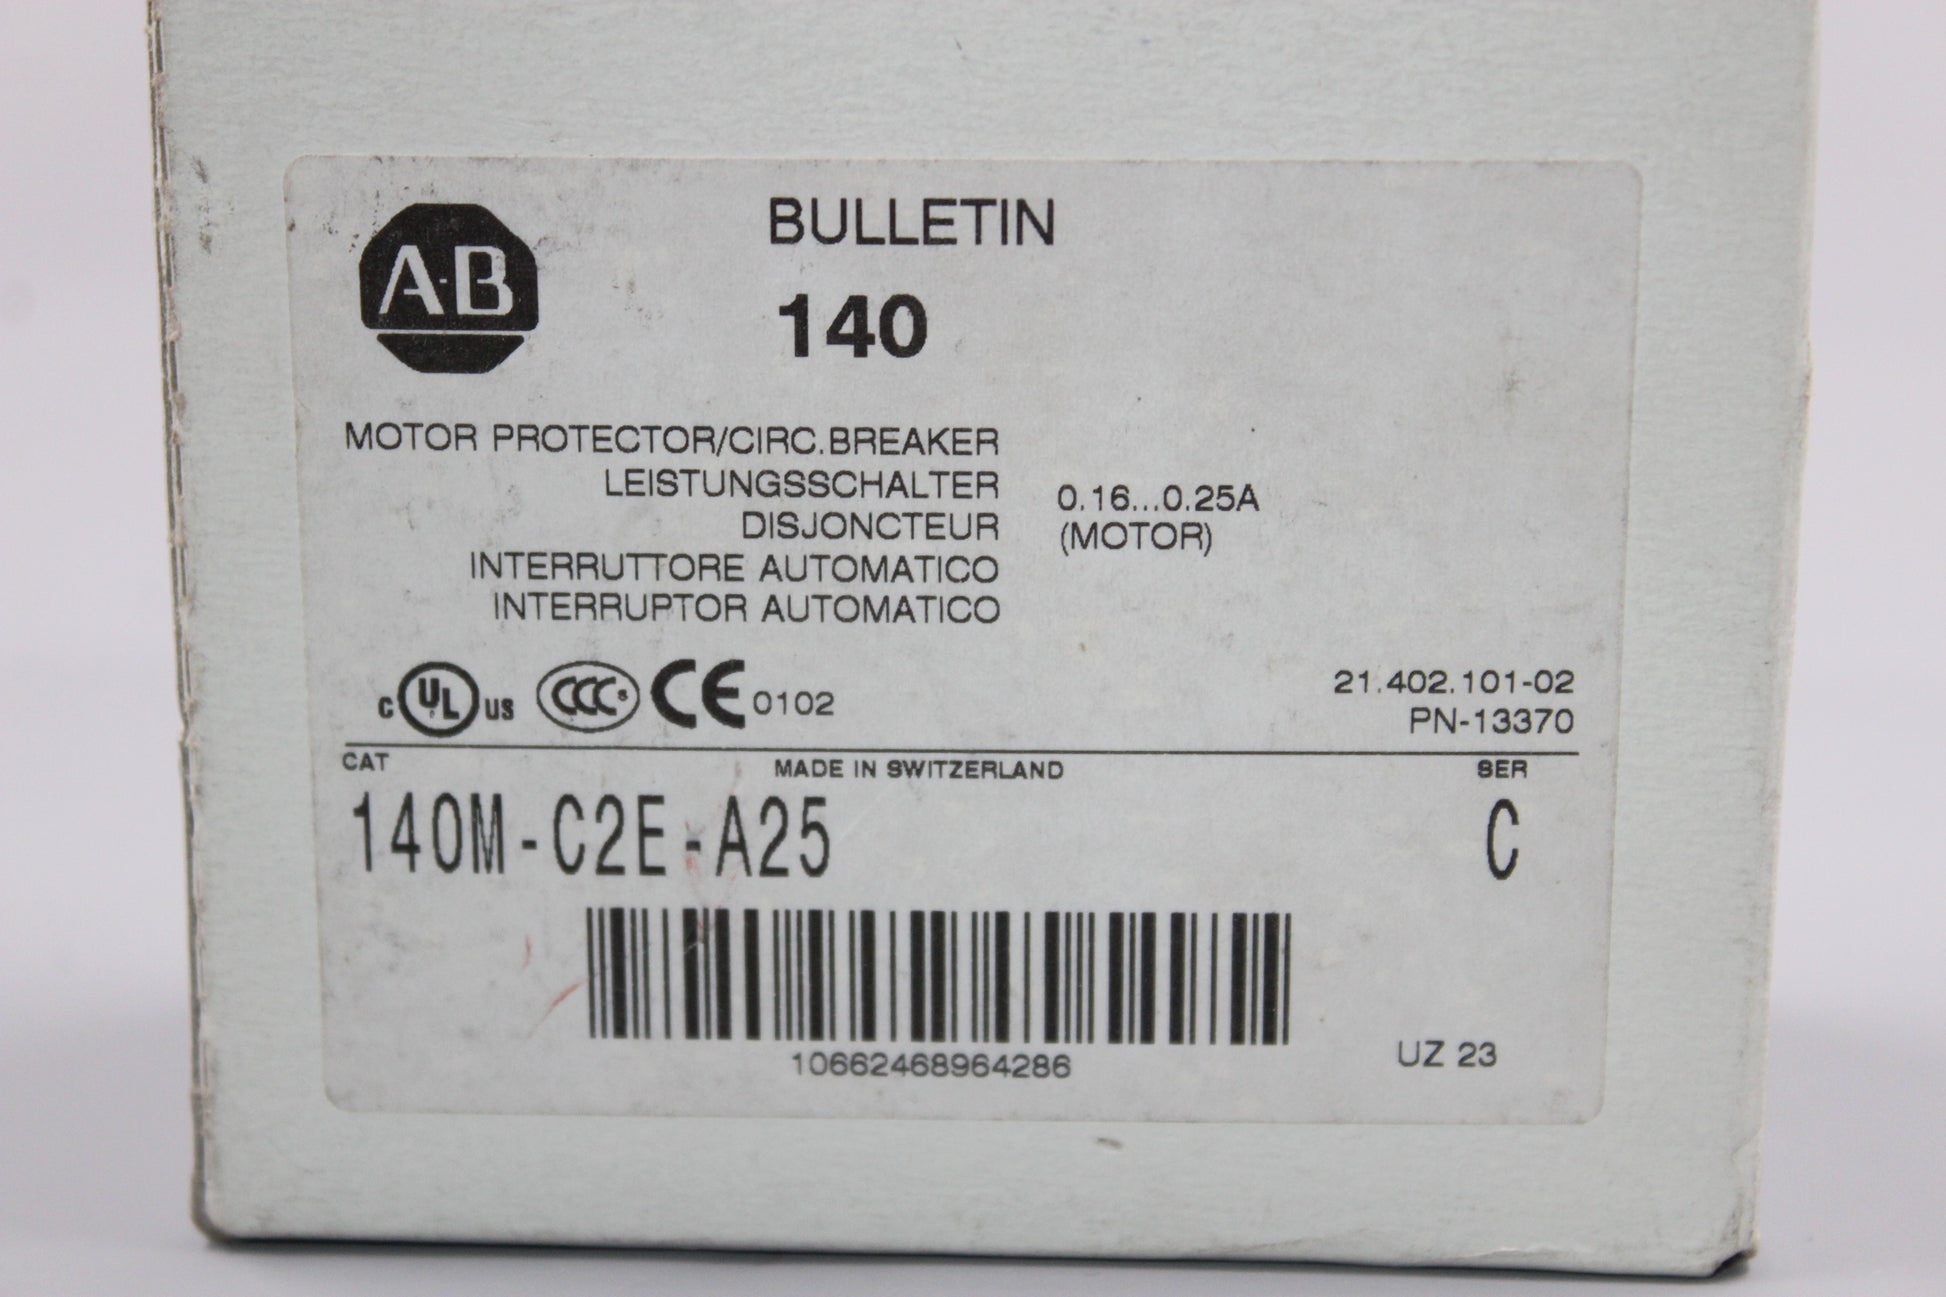 A-B
BULLETIN
140
MOTOR PROTECTOR/CIRC.BREAKER
LEISTUNGSSCHALTER
DISJONCTEUR
INTERRUTTORE AUTOMATICO
INTERRUPTOR AUTOMATICO
0.16...0.25A
(MOTOR)
C UL US CCC S CE 0102
21.402.101-02
PN-13370
CAT MADE IN SWITZERLAND SER
140M-C2E-A25 C
10662468964286
UZ 23